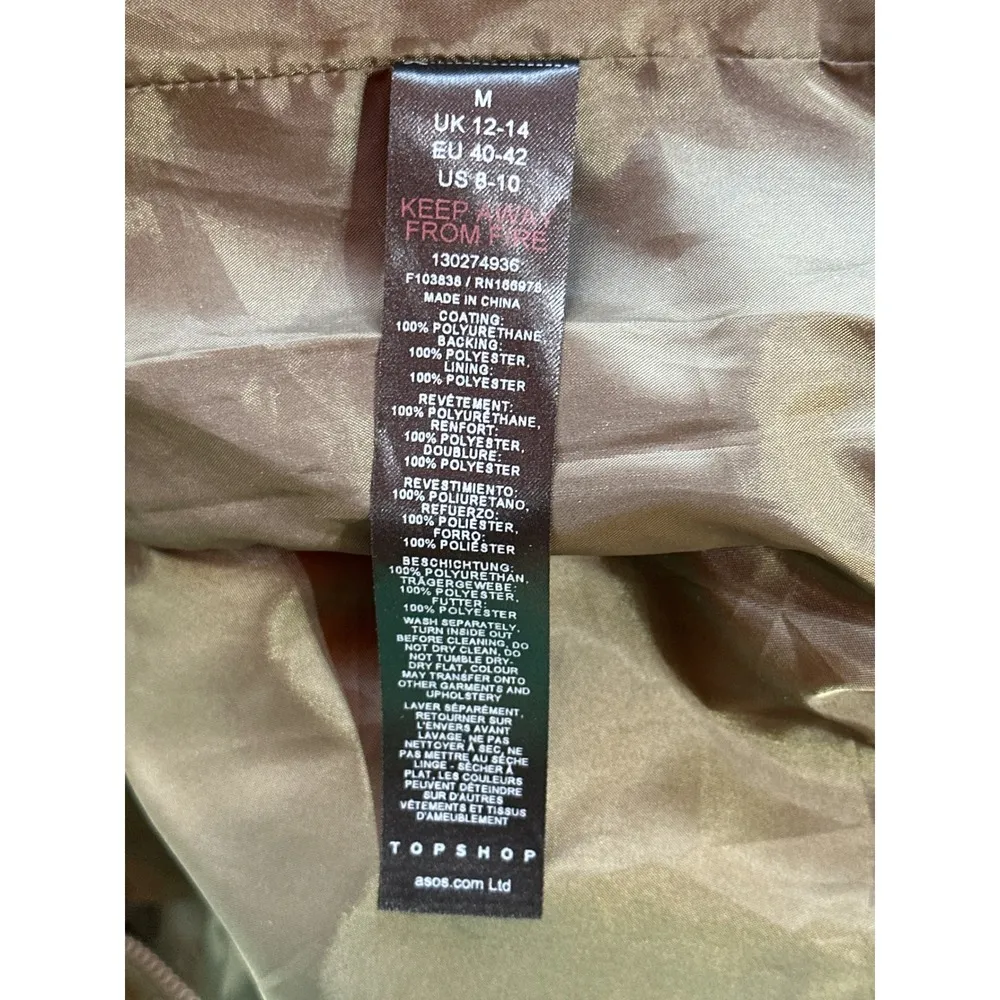 M
UK 12-14
EU 40-42
US 8-10
KEEP AWAY
FROM FIRE
130274936
F103838 / RN166978
MADE IN CHINA
COATING:
100% POLYURETHANE,
BACKING:
100% POLYESTER,
LINING:
100% POLYESTER
REVÊTEMENT:
100% POLYURÉTHANE,
RENFORT:
100% POLYESTER,
DOUBLURE:
100% POLYESTER
REVESTIMIENTO:
100% POLIURETANO,
REFUERZO:
100% POLIÉSTER,
FORRO:
100% POLIÉSTER
BESCHICHTUNG:
100% POLYURETHAN,
TRÄGERGEWEBE:
100% POLYESTER,
FUTTER:
100% POLYESTER
WASH SEPARATELY,
TURN INSIDE OUT
BEFORE CLEANING, DO
NOT DRY CLEAN, DO
NOT TUMBLE DRY-
DRY FLAT, COLOUR
MAY TRANSFER ONTO
OTHER GARMENTS AND
UPHOLSTERY
LAVER SÉPARÉMENT,
RETOURNER SUR
L'ENVERS AVANT
LAVAGE, NE PAS
NETTOYER À SEC, NE
PAS METTRE AU SÈCHE
LINGE - SÉCHER À
PLAT, LES COULEURS
PEUVENT DÉTEINDRE
SUR D'AUTRES
VÊTEMENTS ET TISSUS
D'AMEUBLEMENT
TOPSHOP
asos.com Ltd